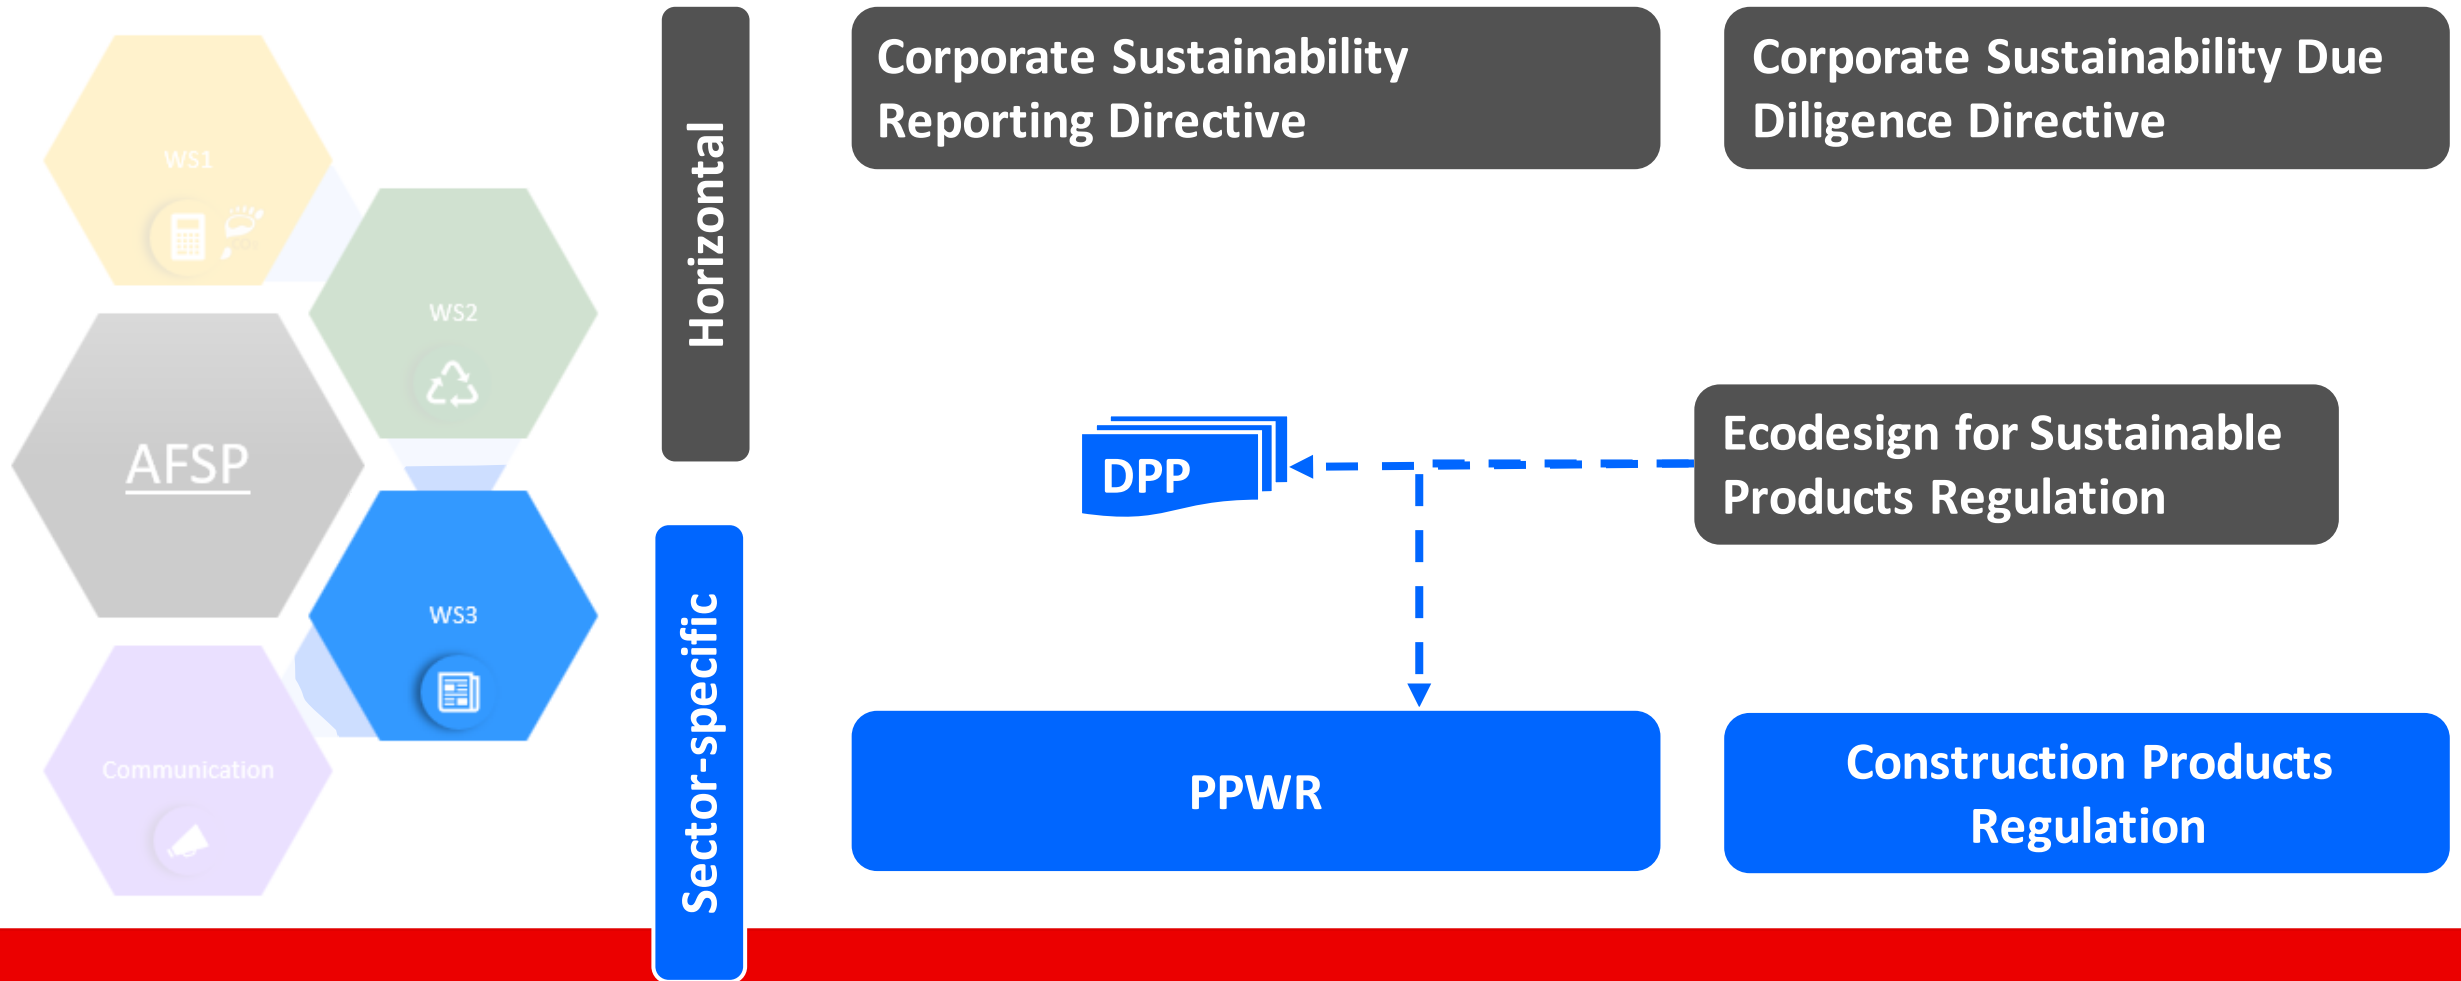 WS1
CO₂
WS2
AFSP
WS3
Communication
Horizontal
Sector-specific
Corporate Sustainability
Reporting Directive
Corporate Sustainability Due
Diligence Directive
DPP
Ecodesign for Sustainable
Products Regulation
PPWR
Construction Products
Regulation